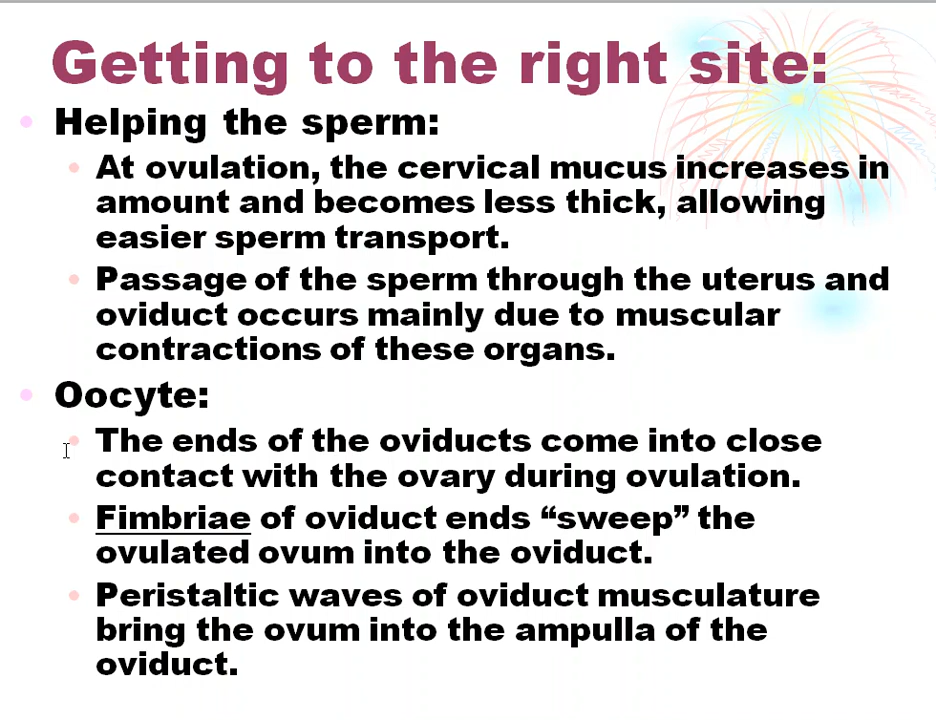 Getting to the right site:
• Helping the sperm:
• At ovulation, the cervical mucus increases in
amount and becomes less thick, allowing
easier sperm transport.
• Passage of the sperm through the uterus and
oviduct occurs mainly due to muscular
contractions of these organs.
• Oocyte:
• The ends of the oviducts come into close
contact with the ovary during ovulation.
• Fimbriae of oviduct ends “sweep” the
ovulated ovum into the oviduct.
• Peristaltic waves of oviduct musculature
bring the ovum into the ampulla of the
oviduct.